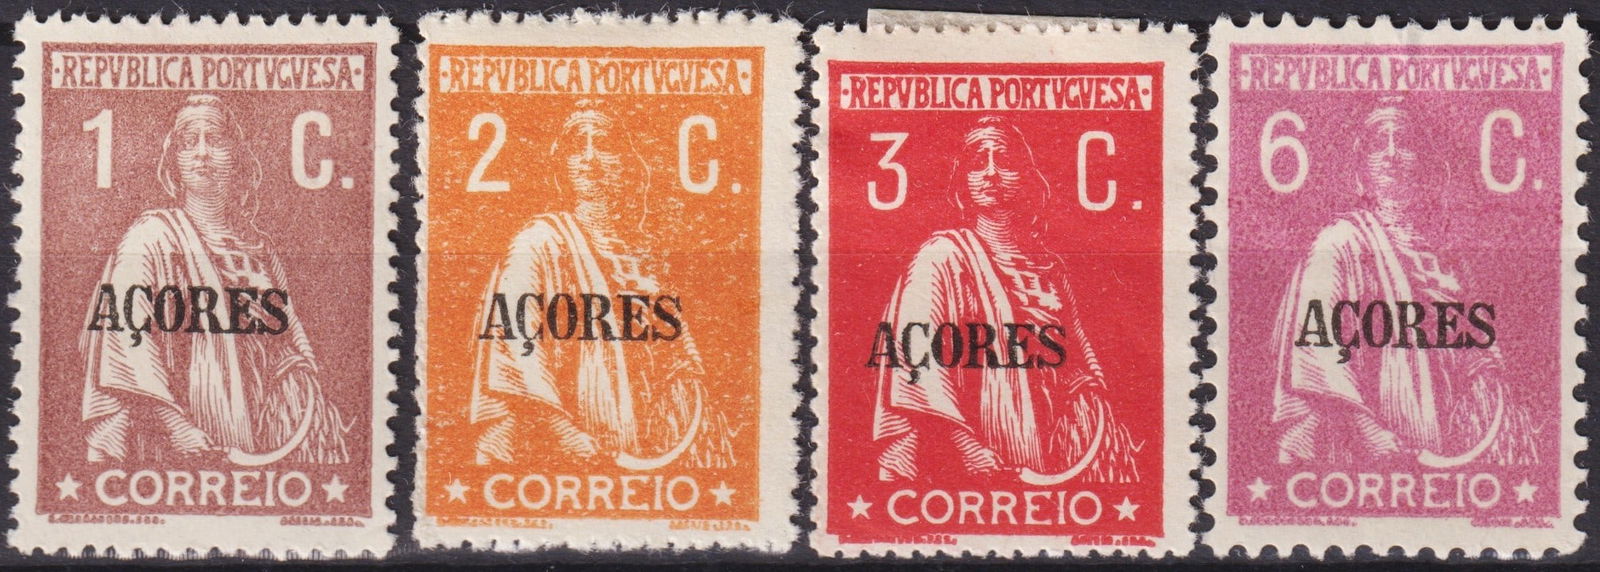 ·REPVBLICA PORTVGVESA·
1 C.
AÇORES
★ CORREIO ★
·REPVBLICA PORTVGVESA·
2 C.
AÇORES
★ CORREIO ★
·REPVBLICA PORTVGVESA·
3 C.
AÇORES
★ CORREIO ★
·REPVBLICA PORTVGVESA·
6 C.
AÇORES
★ CORREIO ★